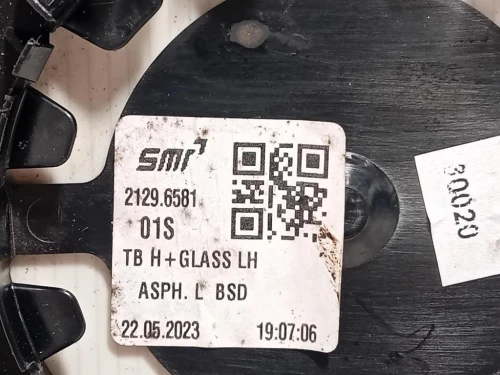 smr
2129.6581
01S
TB H+GLASS LH
ASPH. L BSD
22.05.2023 19:07:06
30020